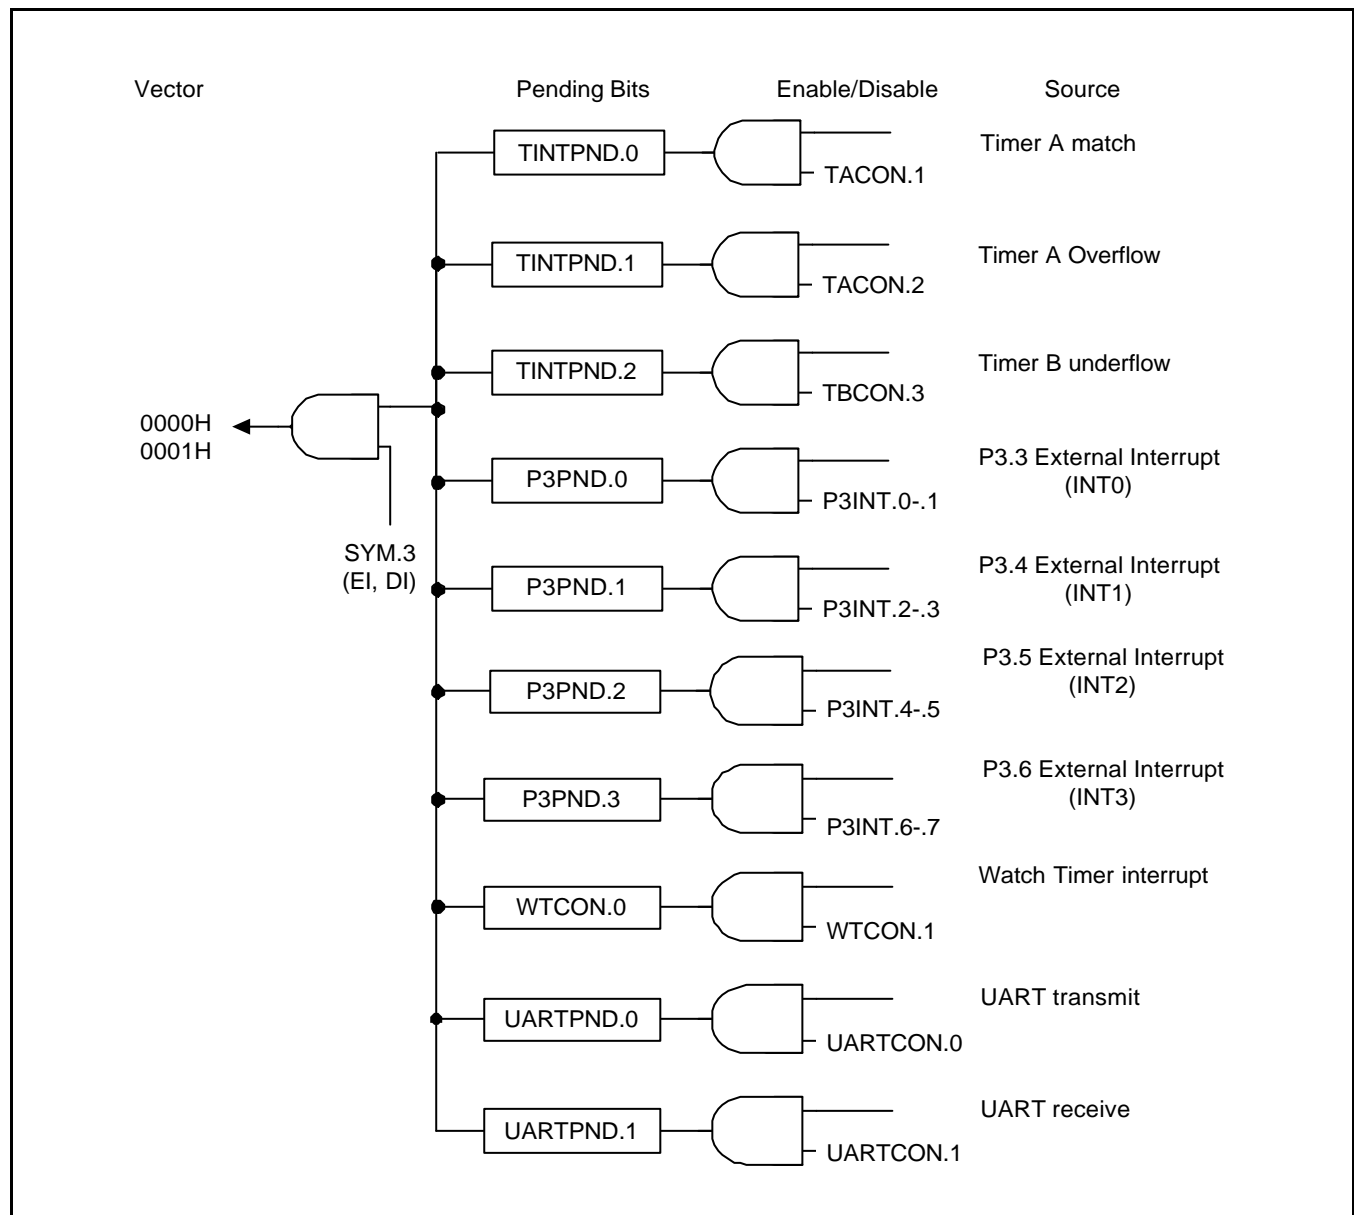 Vector Pending Bits Enable/Disable Source
TINTPND.0 TACON.1 Timer A match
TINTPND.1 TACON.2 Timer A Overflow
TINTPND.2 TBCON.3 Timer B underflow
0000H
0001H
SYM.3
(EI, DI)
P3PND.0 P3INT.0-.1 P3.3 External Interrupt
(INT0)
P3PND.1 P3INT.2-.3 P3.4 External Interrupt
(INT1)
P3PND.2 P3INT.4-.5 P3.5 External Interrupt
(INT2)
P3PND.3 P3INT.6-.7 P3.6 External Interrupt
(INT3)
WTCON.0 WTCON.1 Watch Timer interrupt
UARTPND.0 UARTCON.0 UART transmit
UARTPND.1 UARTCON.1 UART receive